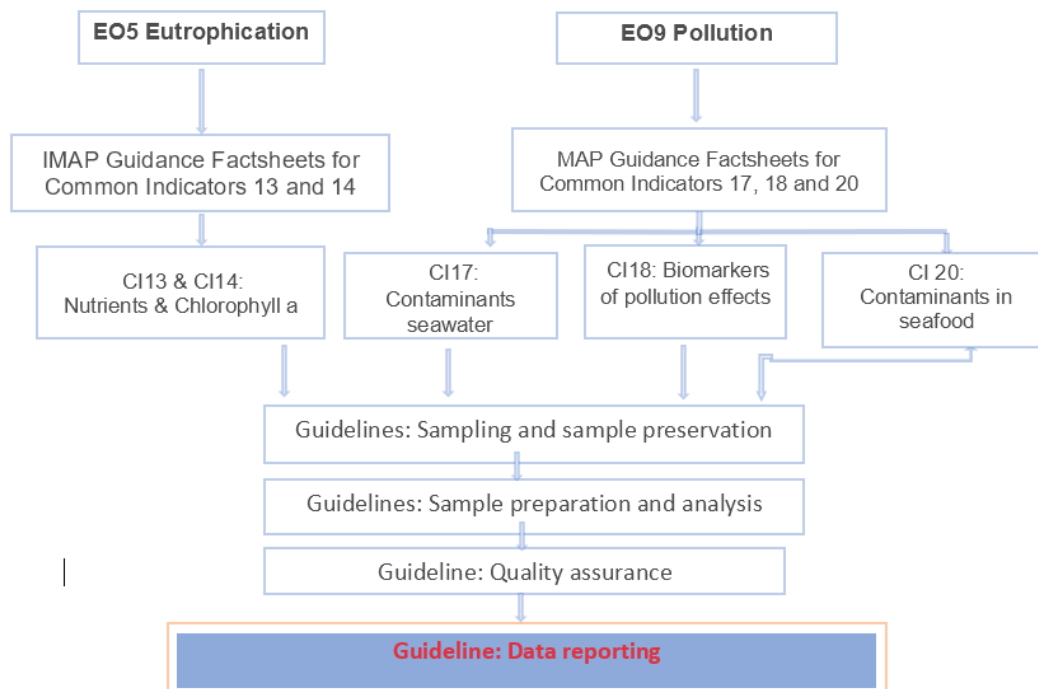 EO5 Eutrophication
EO9 Pollution
IMAP Guidance Factsheets for
Common Indicators 13 and 14
MAP Guidance Factsheets for
Common Indicators 17, 18 and 20
CI13 & CI14:
Nutrients & Chlorophyll a
CI17:
Contaminants
seawater
CI18: Biomarkers
of pollution effects
CI 20:
Contaminants in
seafood
Guidelines: Sampling and sample preservation
Guidelines: Sample preparation and analysis
Guideline: Quality assurance
Guideline: Data reporting